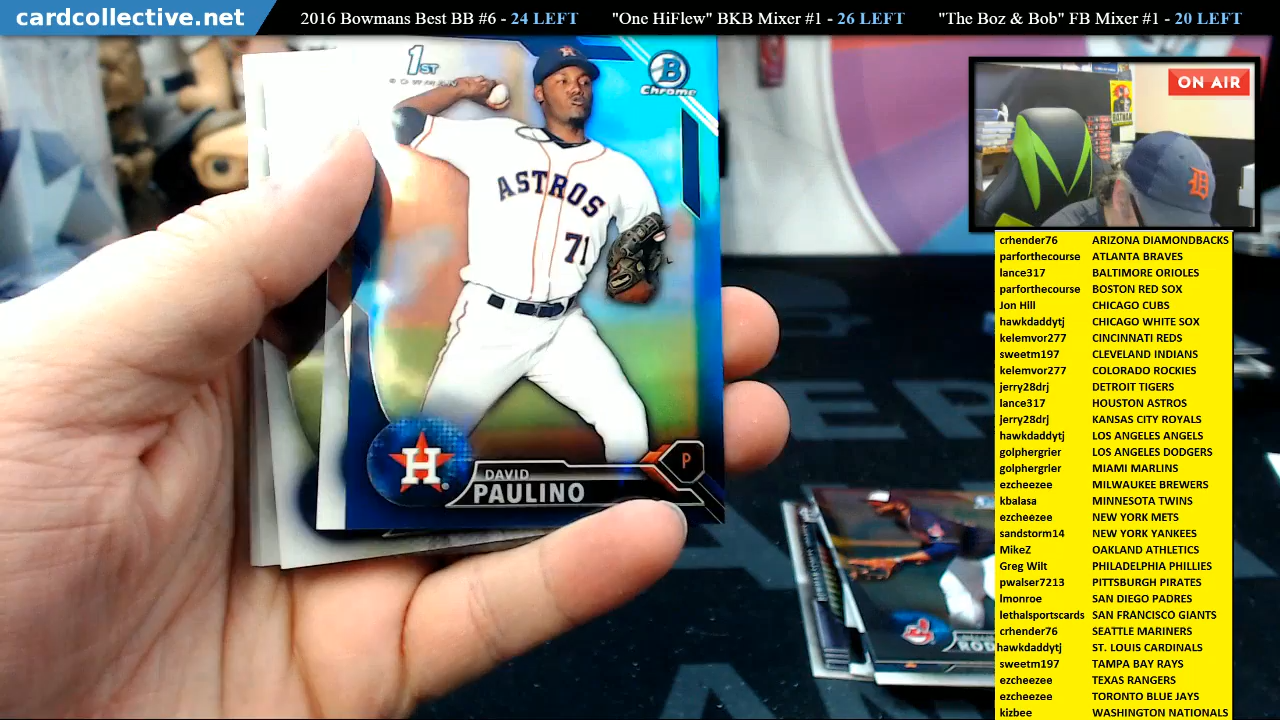 cardcollective.net
2016 Bowmans Best BB #6 - 24 LEFT
"One HiFlew" BKB Mixer #1 - 26 LEFT
"The Boz & Bob" FB Mixer #1 - 20 LEFT
ON AIR
1ST
BOWMAN
B
Chrome
ASTROS
71
H
DAVID
PAULINO
P
BATMAN
D
ROD
crhender76 ARIZONA DIAMONDBACKS
parforthecourse ATLANTA BRAVES
lance317 BALTIMORE ORIOLES
parforthecourse BOSTON RED SOX
Jon Hill CHICAGO CUBS
hawkdaddytj CHICAGO WHITE SOX
kelemvor277 CINCINNATI REDS
sweetm197 CLEVELAND INDIANS
kelemvor277 COLORADO ROCKIES
jerry28drj DETROIT TIGERS
lance317 HOUSTON ASTROS
jerry28drj KANSAS CITY ROYALS
hawkdaddytj LOS ANGELES ANGELS
golphergrier LOS ANGELES DODGERS
golphergrier MIAMI MARLINS
ezcheezee MILWAUKEE BREWERS
kbalasa MINNESOTA TWINS
ezcheezee NEW YORK METS
sandstorm14 NEW YORK YANKEES
MikeZ OAKLAND ATHLETICS
Greg Wilt PHILADELPHIA PHILLIES
pwalser7213 PITTSBURGH PIRATES
lmonroe SAN DIEGO PADRES
lethalsportscards SAN FRANCISCO GIANTS
crhender76 SEATTLE MARINERS
hawkdaddytj ST. LOUIS CARDINALS
sweetm197 TAMPA BAY RAYS
ezcheezee TEXAS RANGERS
ezcheezee TORONTO BLUE JAYS
kizbee WASHINGTON NATIONALS